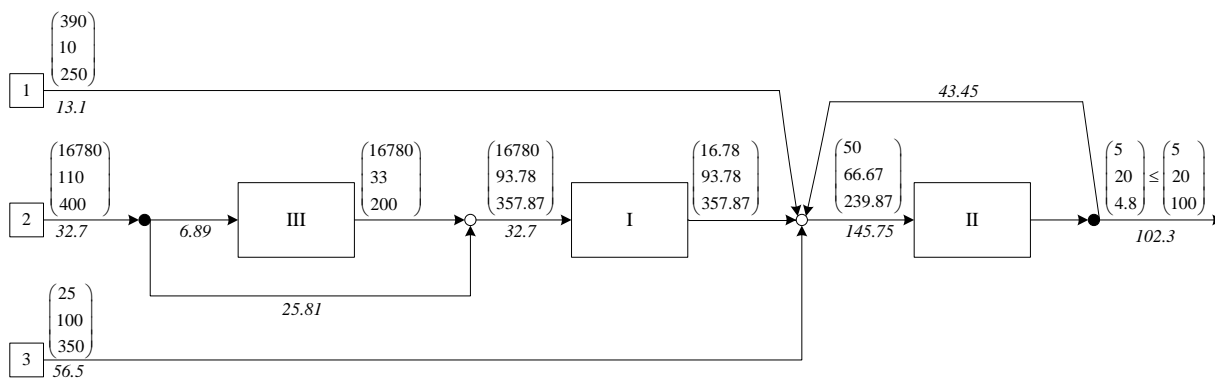 (390 10 250)
1
13.1
43.45
(16780 110 400)
2
32.7
6.89
III
(16780 33 200)
(16780 93.78 357.87)
32.7
I
(16.78 93.78 357.87)
(50 66.67 239.87)
145.75
II
(5 20 4.8) ≤ (5 20 100)
102.3
25.81
(25 100 350)
3
56.5